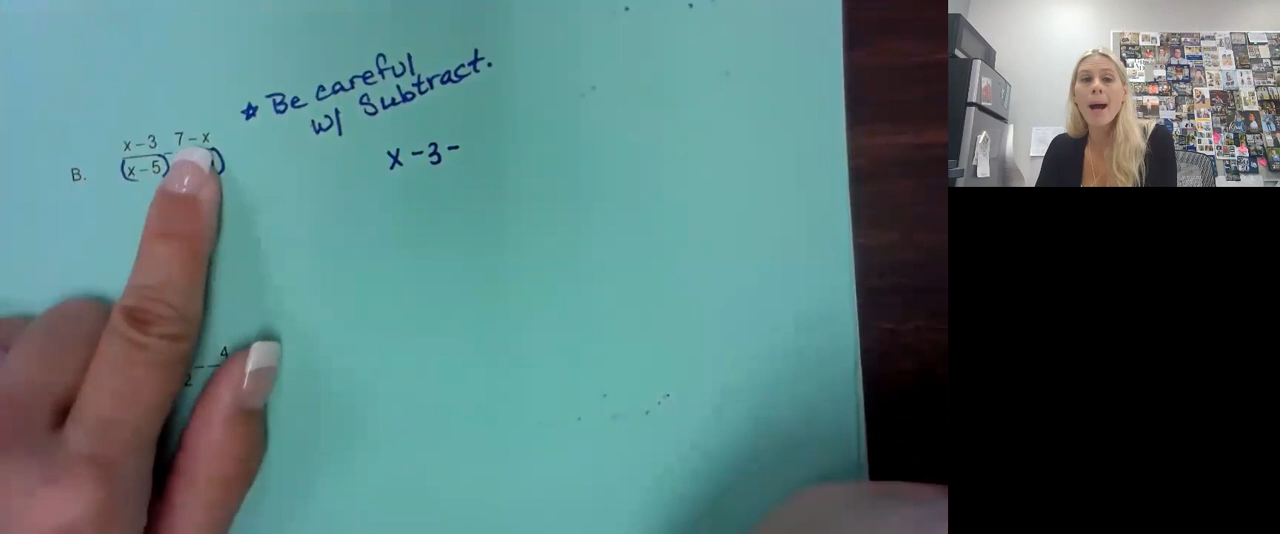 * Be careful
w/ Subtract.
x-3 7-x
B. (x-5) )
x-3-
4
2